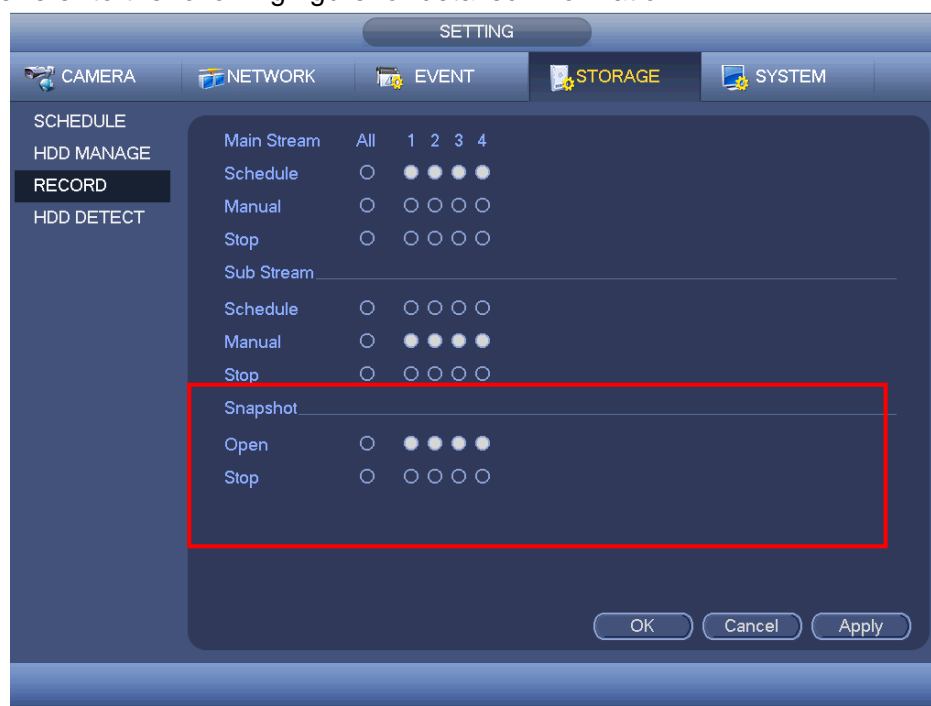 SETTING
CAMERA NETWORK EVENT STORAGE SYSTEM
SCHEDULE
HDD MANAGE
RECORD
HDD DETECT
Main Stream All 1 2 3 4
Schedule
Manual
Stop
Sub Stream
Schedule
Manual
Stop
Snapshot
Open
Stop
OK Cancel Apply